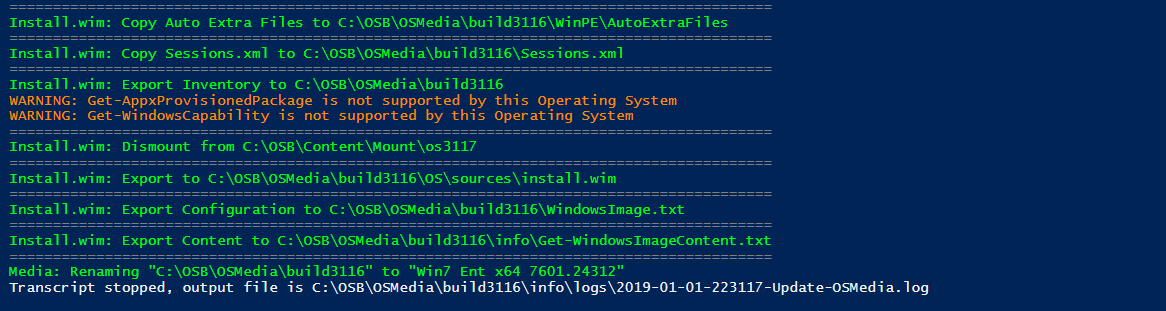 ========================================================================================
Install.wim: Copy Auto Extra Files to C:\OSB\OSMedia\build3116\WinPE\AutoExtraFiles
========================================================================================
Install.wim: Copy Sessions.xml to C:\OSB\OSMedia\build3116\Sessions.xml
========================================================================================
Install.wim: Export Inventory to C:\OSB\OSMedia\build3116
WARNING: Get-AppxProvisionedPackage is not supported by this Operating System
WARNING: Get-WindowsCapability is not supported by this Operating System
========================================================================================
Install.wim: Dismount from C:\OSB\Content\Mount\os3117
========================================================================================
Install.wim: Export to C:\OSB\OSMedia\build3116\OS\sources\install.wim
========================================================================================
Install.wim: Export Configuration to C:\OSB\OSMedia\build3116\WindowsImage.txt
========================================================================================
Install.wim: Export Content to C:\OSB\OSMedia\build3116\info\Get-WindowsImageContent.txt
========================================================================================
Media: Renaming "C:\OSB\OSMedia\build3116" to "Win7 Ent x64 7601.24312"
Transcript stopped, output file is C:\OSB\OSMedia\build3116\info\logs\2019-01-01-223117-Update-OSMedia.log